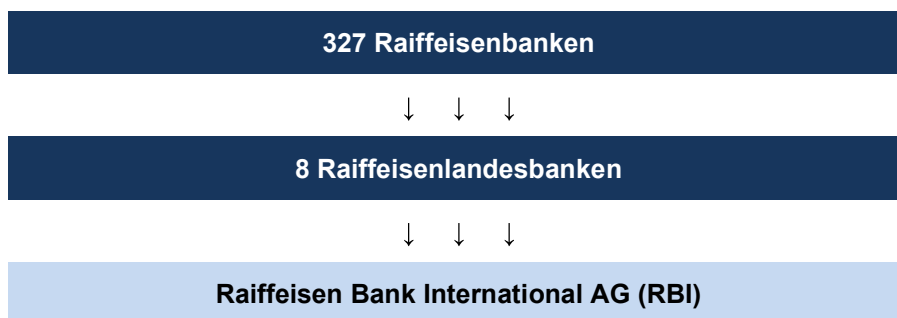 327 Raiffeisenbanken
↓ ↓ ↓
8 Raiffeisenlandesbanken
↓ ↓ ↓
Raiffeisen Bank International AG (RBI)